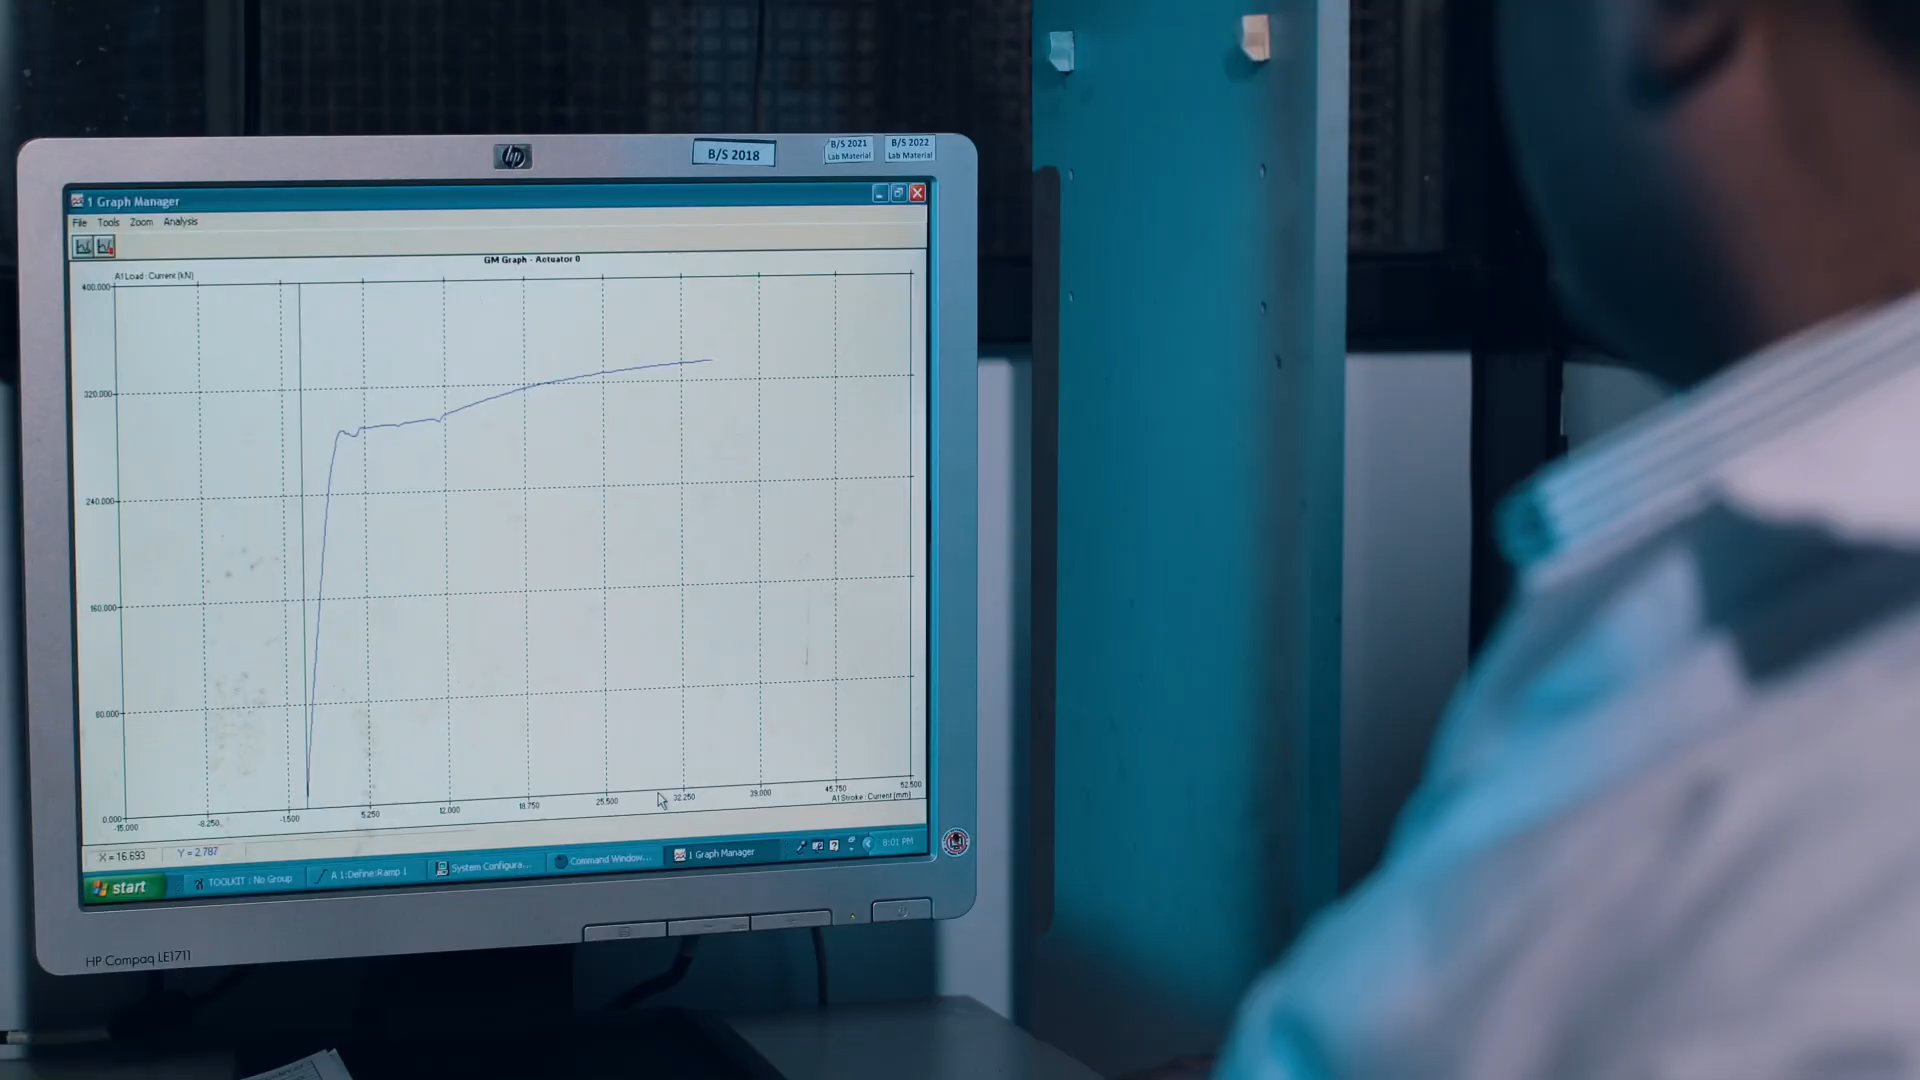 hp
B/S 2018
B/S 2021
Lab Material
B/S 2022
Lab Material
1 Graph Manager
File Tools Zoom Analysis
GM Graph - Actuator 0
A1 Load : Current (kN)
400.000
320.000
240.000
160.000
80.000
0.000
-15.000 -8.250 -1.500 5.250 12.000 18.750 25.500 32.250 39.000 45.750 52.500
A1 Stroke : Current (mm)
X = 16.693 Y = 2.787
start TOOLKIT : No Group A 1:Define:Ramp 1 System Configura... Command Window... 1 Graph Manager 8:01 PM
HP Compaq LE1711